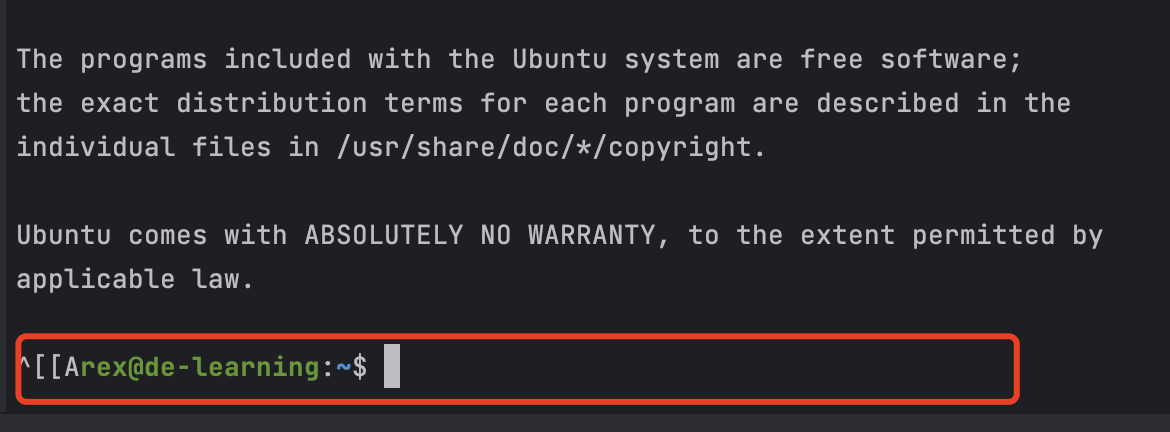 The programs included with the Ubuntu system are free software;
the exact distribution terms for each program are described in the
individual files in /usr/share/doc/*/copyright.
Ubuntu comes with ABSOLUTELY NO WARRANTY, to the extent permitted by
applicable law.
^[[Arex@de-learning:~$